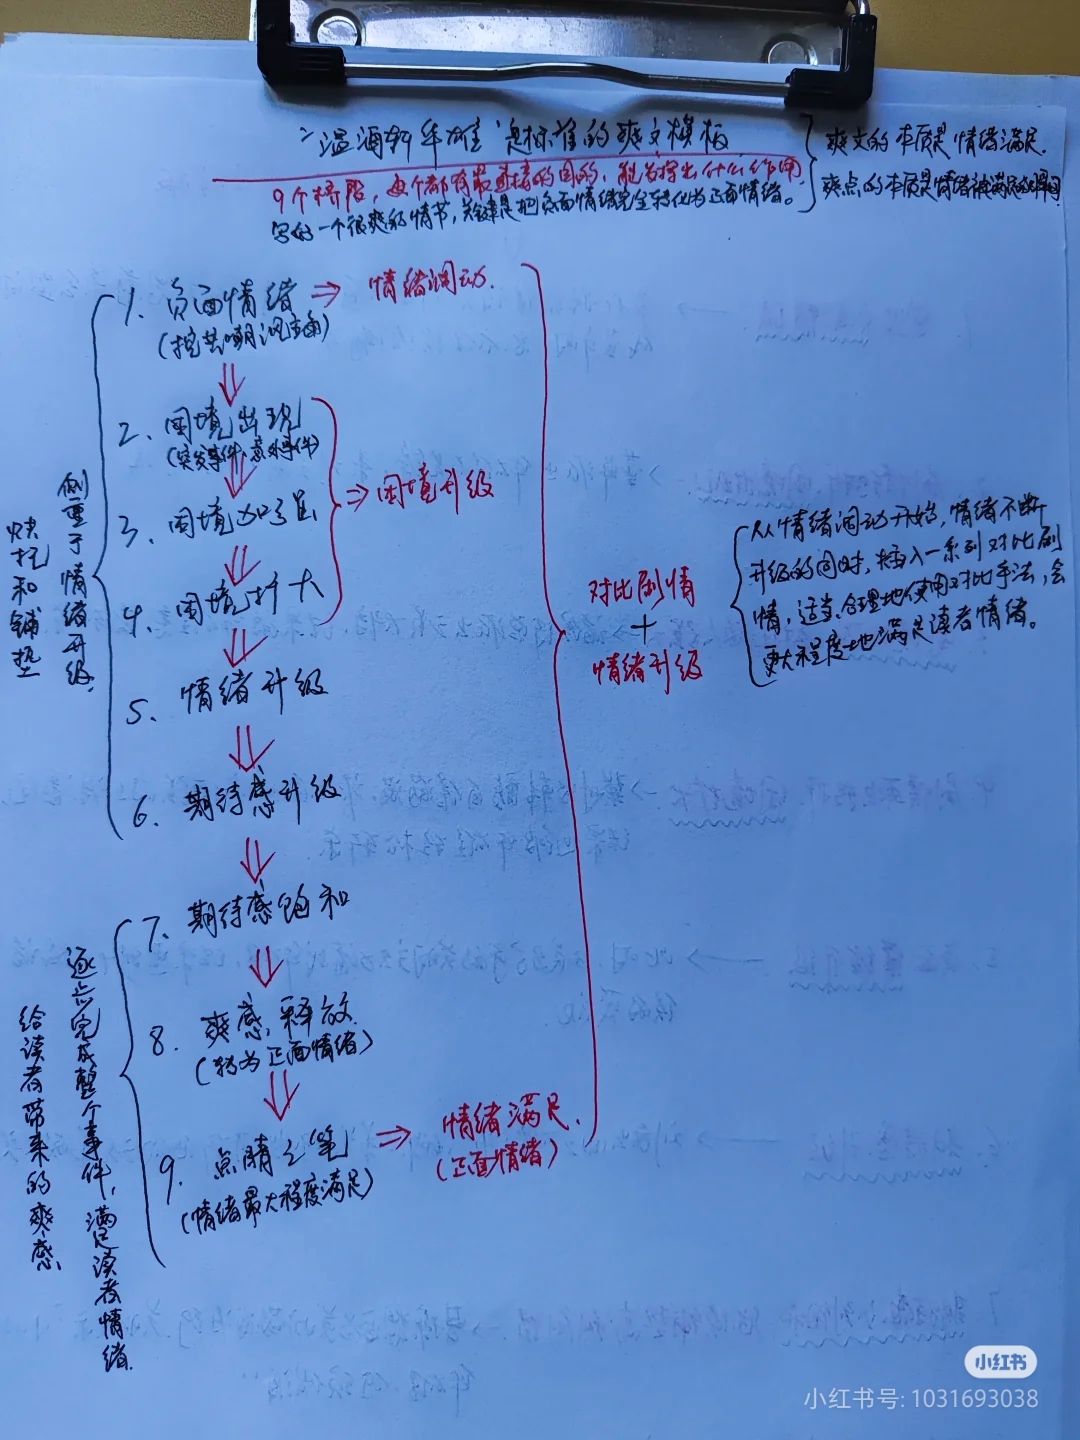 "温酒斩华雄"是标准的爽文模板
9个桥段，每个都有最直接的目的，能发挥出什么作用
写好一个很爽的情节，关键是把负面情绪完全转化为正面情绪。
爽文的本质是情绪满足.
爽点的本质是情绪被满足的瞬间
1. 负面情绪 ⇒ 情绪调动.
(挖苦嘲讽主角)
2. 困境出现
(突发事件、意外事件)
3. 困境加强
4. 困境扩大
⇒ 困境升级
5、情绪升级
6. 期待感升级
7. 期待感饱和
8. 爽感释放
(转为正面情绪)
9. 点睛之笔 ⇒ 情绪满足.
(情绪最大程度满足)
(正面情绪)
侧重于情绪升级,
和铺垫
逐步完成整个事件，满足读者情绪.
给读者带来的爽感
对比剧情
+
情绪升级
从情绪调动开始，情绪不断
升级的同时，插入一系列对比剧
情，适当、合理地使用对比手法，会
更大程度地满足读者情绪。
小红书
小红书号: 1031693038